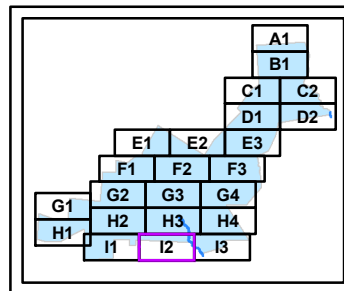 A1
B1
C1 C2
D1 D2
E1 E2 E3
F1 F2 F3
G1 G2 G3 G4
H1 H2 H3 H4
I1 I2 I3